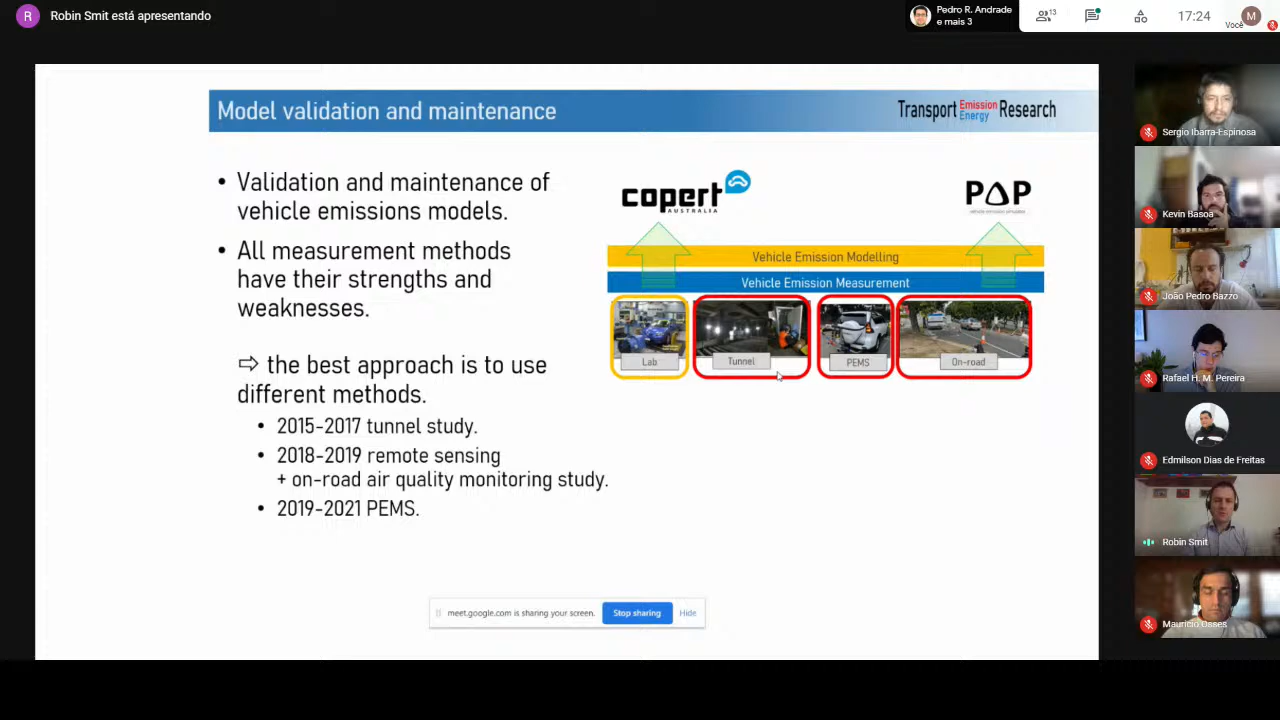 R Robin Smit está apresentando
Pedro R. Andrade
e mais 3
13
17:24
Você
M
Model validation and maintenance
Transport Emission Energy Research
• Validation and maintenance of
vehicle emissions models.
• All measurement methods
have their strengths and
weaknesses.
⇨ the best approach is to use
different methods.
• 2015-2017 tunnel study.
• 2018-2019 remote sensing
+ on-road air quality monitoring study.
• 2019-2021 PEMS.
copert
AUSTRALIA
PΔP
vehicle emission simulator
Vehicle Emission Modelling
Vehicle Emission Measurement
Lab
Tunnel
PEMS
On-road
meet.google.com is sharing your screen.
Stop sharing
Hide
Sergio Ibarra-Espinosa
Kevin Basoa
João Pedro Bazzo
Rafael H. M. Pereira
Edmilson Dias de Freitas
Robin Smit
Mauricio Osses